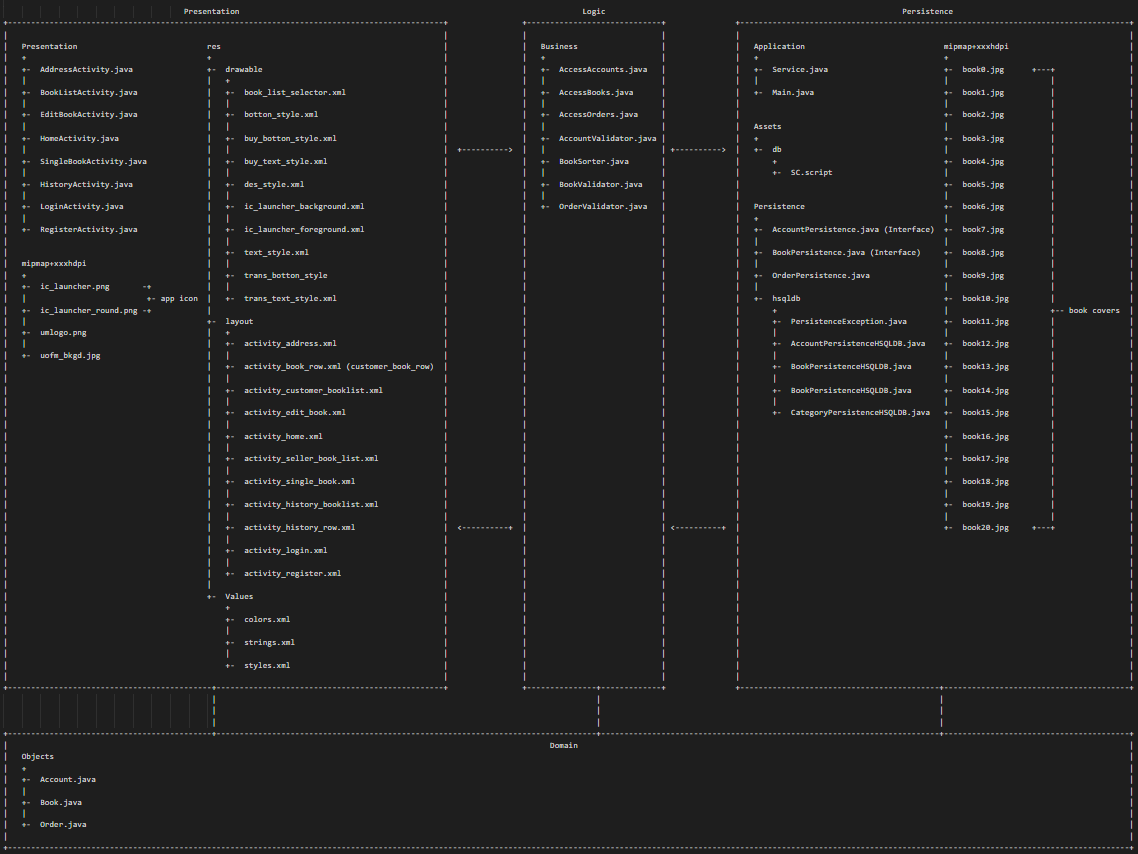 Presentation
Logic
Persistence
Presentation
AddressActivity.java
BookListActivity.java
EditBookActivity.java
HomeActivity.java
SingleBookActivity.java
HistoryActivity.java
LoginActivity.java
RegisterActivity.java
mipmap+xxxhdpi
ic_launcher.png
app icon
ic_launcher_round.png
umlogo.png
uofm_bkgd.jpg
res
drawable
book_list_selector.xml
botton_style.xml
buy_botton_style.xml
buy_text_style.xml
des_style.xml
ic_launcher_background.xml
ic_launcher_foreground.xml
text_style.xml
trans_botton_style
trans_text_style.xml
layout
activity_address.xml
activity_book_row.xml (customer_book_row)
activity_customer_booklist.xml
activity_edit_book.xml
activity_home.xml
activity_seller_book_list.xml
activity_single_book.xml
activity_history_booklist.xml
activity_history_row.xml
activity_login.xml
activity_register.xml
Values
colors.xml
strings.xml
styles.xml
Business
AccessAccounts.java
AccessBooks.java
AccessOrders.java
AccountValidator.java
BookSorter.java
BookValidator.java
OrderValidator.java
Application
Service.java
Main.java
Assets
db
SC.script
Persistence
AccountPersistence.java (Interface)
BookPersistence.java (Interface)
OrderPersistence.java
hsqldb
PersistenceException.java
AccountPersistenceHSQLDB.java
BookPersistenceHSQLDB.java
BookPersistenceHSQLDB.java
CategoryPersistenceHSQLDB.java
mipmap+xxxhdpi
book0.jpg
book1.jpg
book2.jpg
book3.jpg
book4.jpg
book5.jpg
book6.jpg
book7.jpg
book8.jpg
book9.jpg
book10.jpg
book11.jpg
book12.jpg
book13.jpg
book14.jpg
book15.jpg
book16.jpg
book17.jpg
book18.jpg
book19.jpg
book20.jpg
book covers
Domain
Objects
Account.java
Book.java
Order.java